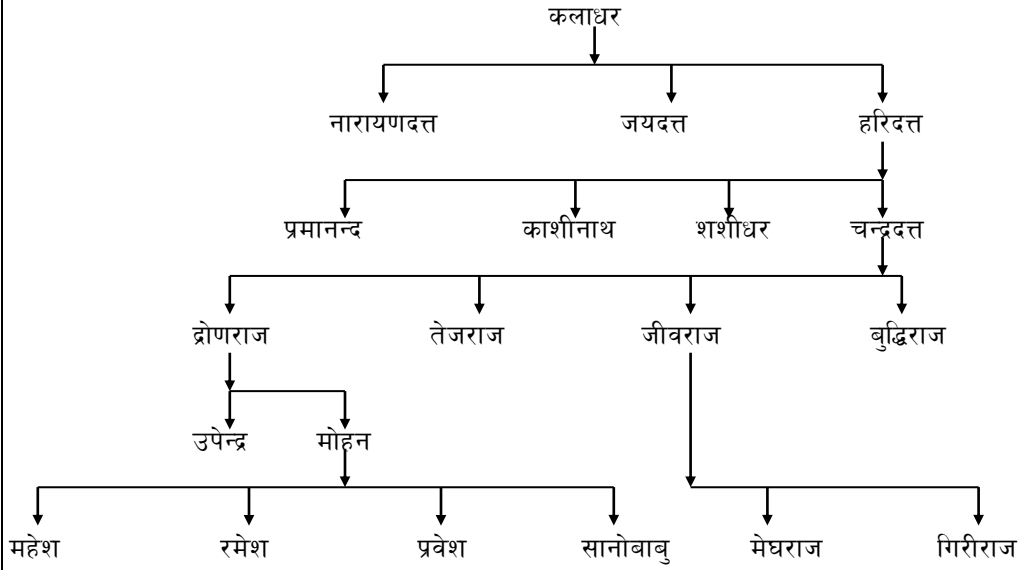 कलाधर
नारायणदत्त जयदत्त हरिदत्त
प्रमानन्द काशीनाथ शशीधर चन्द्रदत्त
द्रोणराज तेजराज जीवराज बुद्धिराज
उपेन्द्र मोहन
महेश रमेश प्रवेश सानोबाबु मेघराज गिरीराज